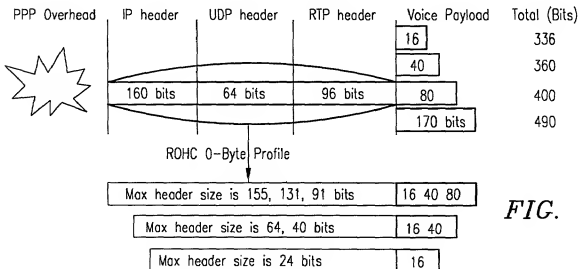 PPP Overhead IP header UDP header RTP header Voice Payload Total (Bits)
16 336
40 360
160 bits 64 bits 96 bits 80 400
170 bits 490
ROHC 0-Byte Profile
Max header size is 155, 131, 91 bits 16 40 80
Max header size is 64, 40 bits 16 40
Max header size is 24 bits 16
FIG.